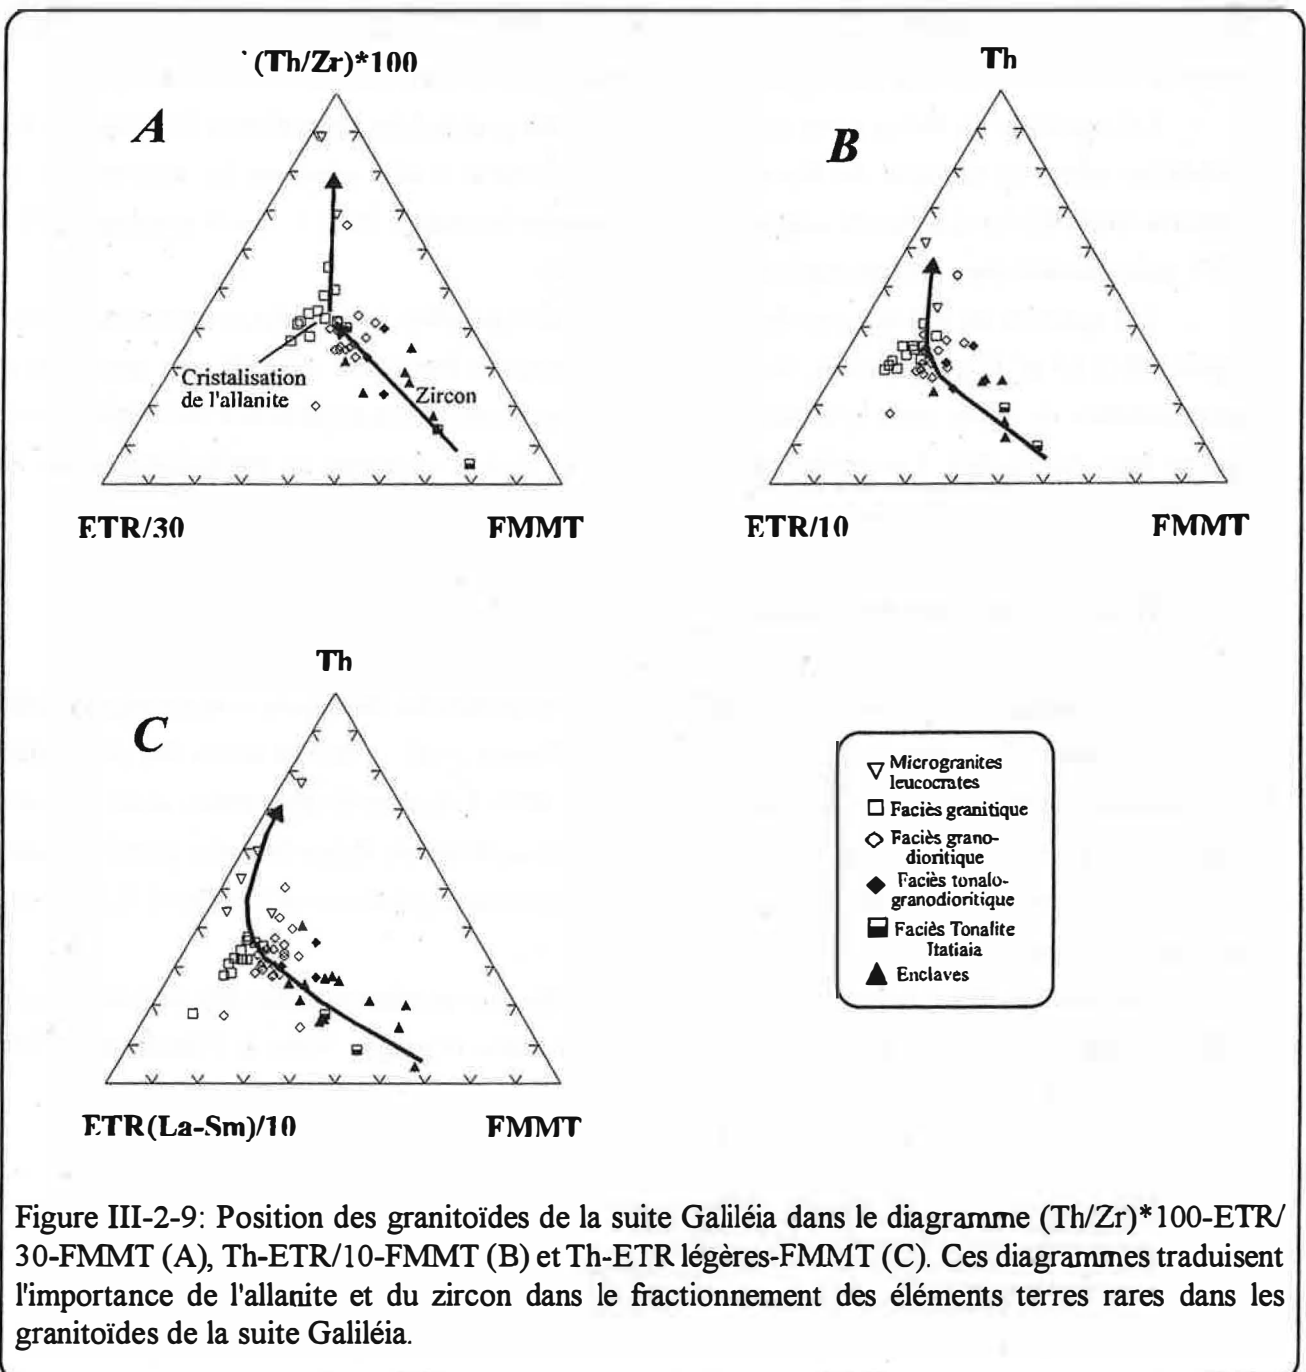 (Th/Zr)*100
A
Cristalisation
de l'allanite
Zircon
ETR/30
FMMT
Th
B
ETR/10
FMMT
Th
C
ETR(La-Sm)/10
FMMT
Microgranites
leucocrates
Faciès granitique
Faciès grano-
dioritique
Faciès tonalo-
granodioritique
Faciès Tonalite
Itatiaia
Enclaves
Figure III-2-9: Position des granitoïdes de la suite Galiléia dans le diagramme (Th/Zr)*100-ETR/
30-FMMT (A), Th-ETR/10-FMMT (B) et Th-ETR légères-FMMT (C). Ces diagrammes traduisent
l'importance de l'allanite et du zircon dans le fractionnement des éléments terres rares dans les
granitoïdes de la suite Galiléia.